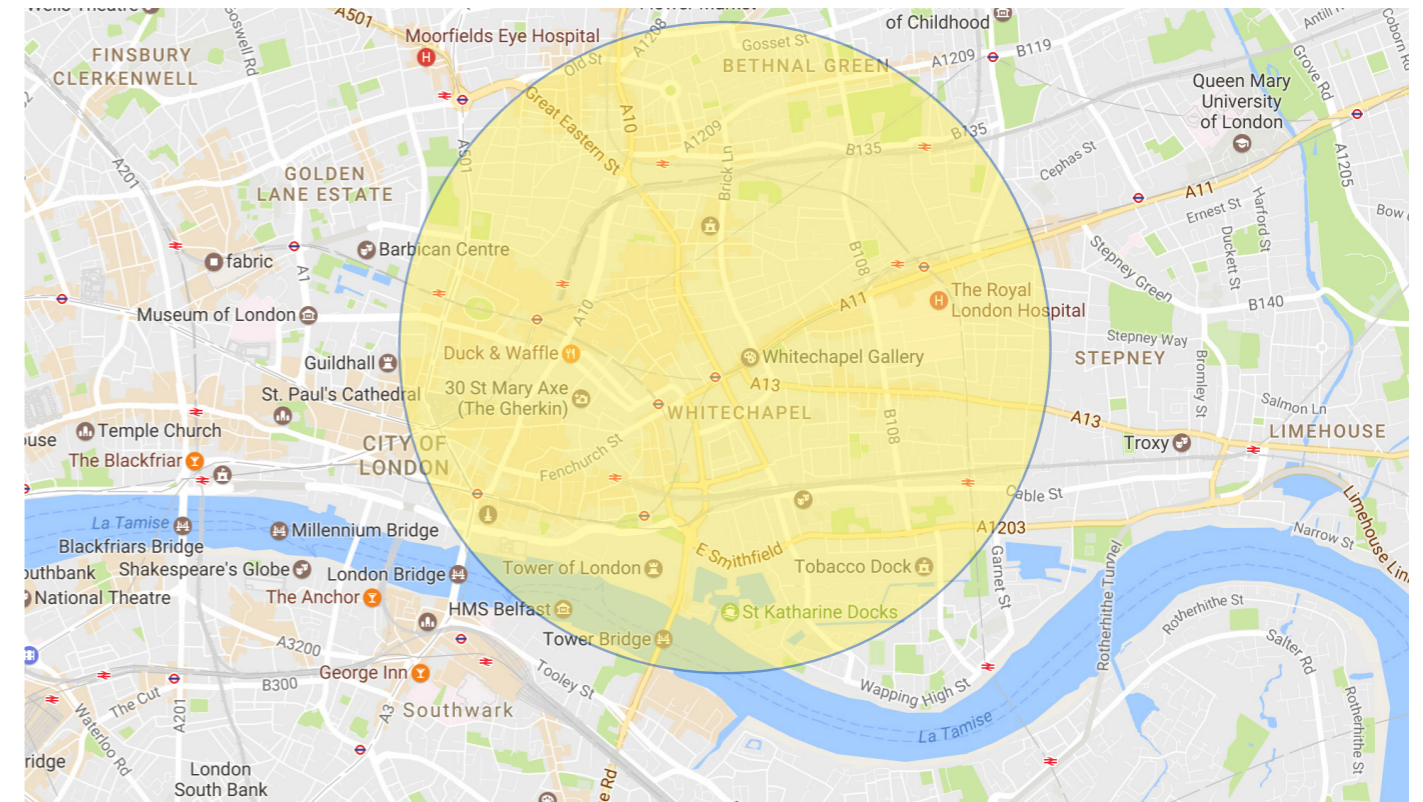 A501
Moorfields Eye Hospital
H
FINSBURY
CLERKENWELL
Goswell Rd
A1208
Old St
Gosset St
BETHNAL GREEN
of Childhood
A1209
B119
Grove Rd
Queen Mary
University
of London
A10
Great Eastern St
A1209
B135
B135
A501
Brick Ln
Cephas St
A11
A1205
A201
GOLDEN
LANE ESTATE
Ernest St
Harford St
Duckett St
Barbican Centre
fabric
A1
B108
Stepney Green
A10
A11
H
The Royal
London Hospital
B140
Museum of London
Stepney Way
STEPNEY
Bromley St
Guildhall
Duck & Waffle
Whitechapel Gallery
St. Paul's Cathedral
30 St Mary Axe
(The Gherkin)
A13
WHITECHAPEL
B108
A13
Salmon Ln
LIMEHOUSE
Temple Church
The Blackfriar
CITY OF
LONDON
Fenchurch St
Troxy
Cable St
A1203
La Tamise
Blackfriars Bridge
Millennium Bridge
E Smithfield
Narrow St
Shakespeare's Globe
London Bridge
Tower of London
Tobacco Dock
Garnet St
Rotherhithe Tunnel
National Theatre
The Anchor
HMS Belfast
St Katharine Docks
Rotherhithe St
Tower Bridge
Salter Rd
A3200
George Inn
B300
The Cut
A201
A3
Tooley St
Southwark
Wapping High St
La Tamise
Rotherhithe St
Waterloo Rd
London
South Bank